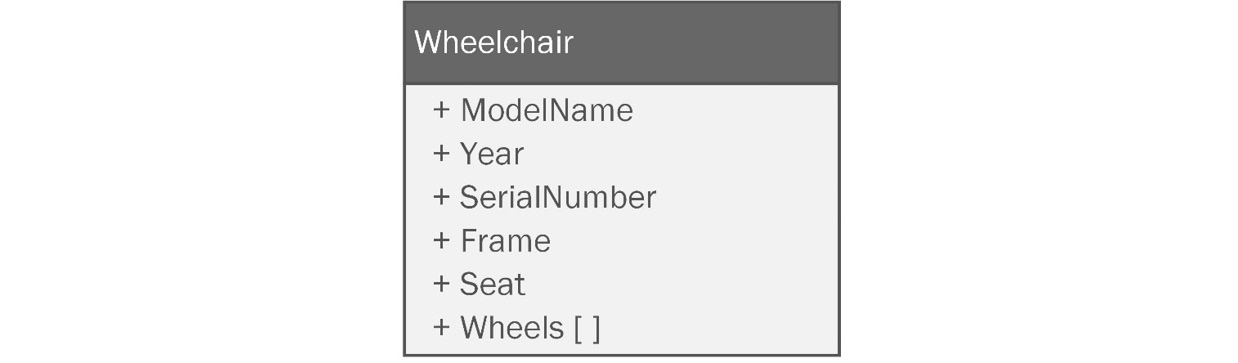 Wheelchair
+ ModelName
+ Year
+ SerialNumber
+ Frame
+ Seat
+ Wheels [ ]